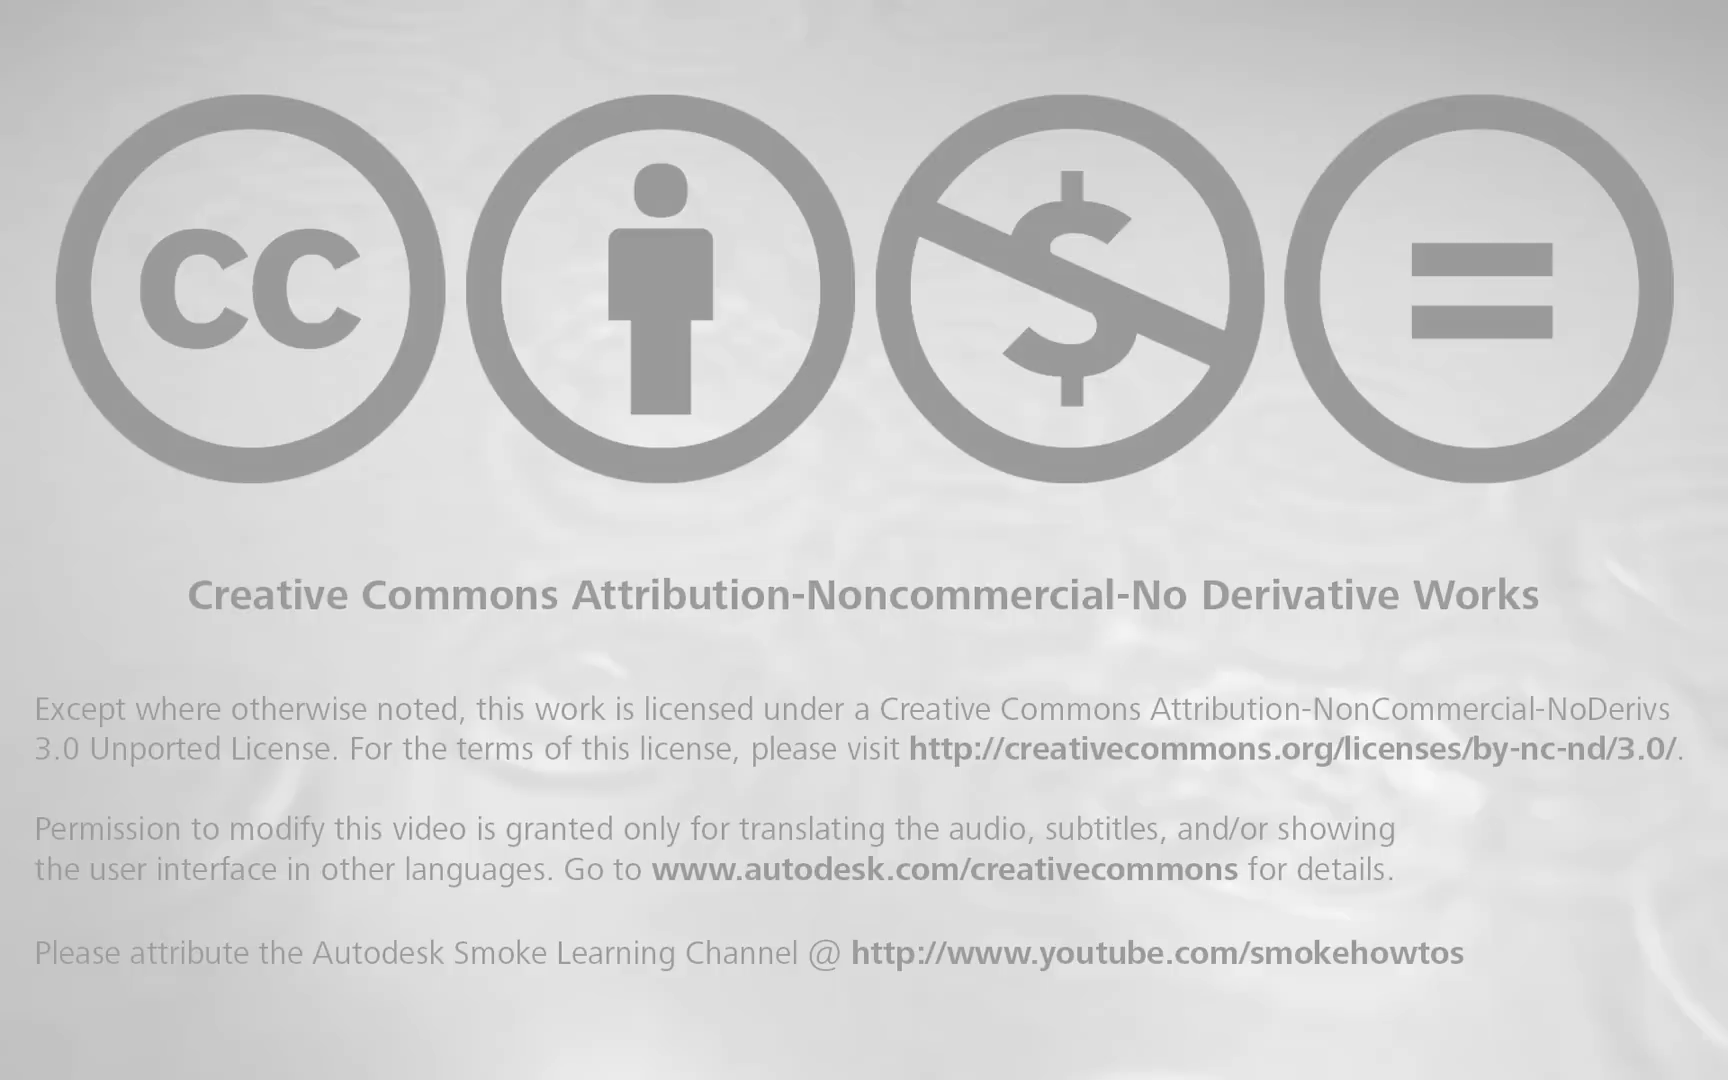 cc
$
=
Creative Commons Attribution-Noncommercial-No Derivative Works
Except where otherwise noted, this work is licensed under a Creative Commons Attribution-NonCommercial-NoDerivs
3.0 Unported License. For the terms of this license, please visit http://creativecommons.org/licenses/by-nc-nd/3.0/.
Permission to modify this video is granted only for translating the audio, subtitles, and/or showing
the user interface in other languages. Go to www.autodesk.com/creativecommons for details.
Please attribute the Autodesk Smoke Learning Channel @ http://www.youtube.com/smokehowtos